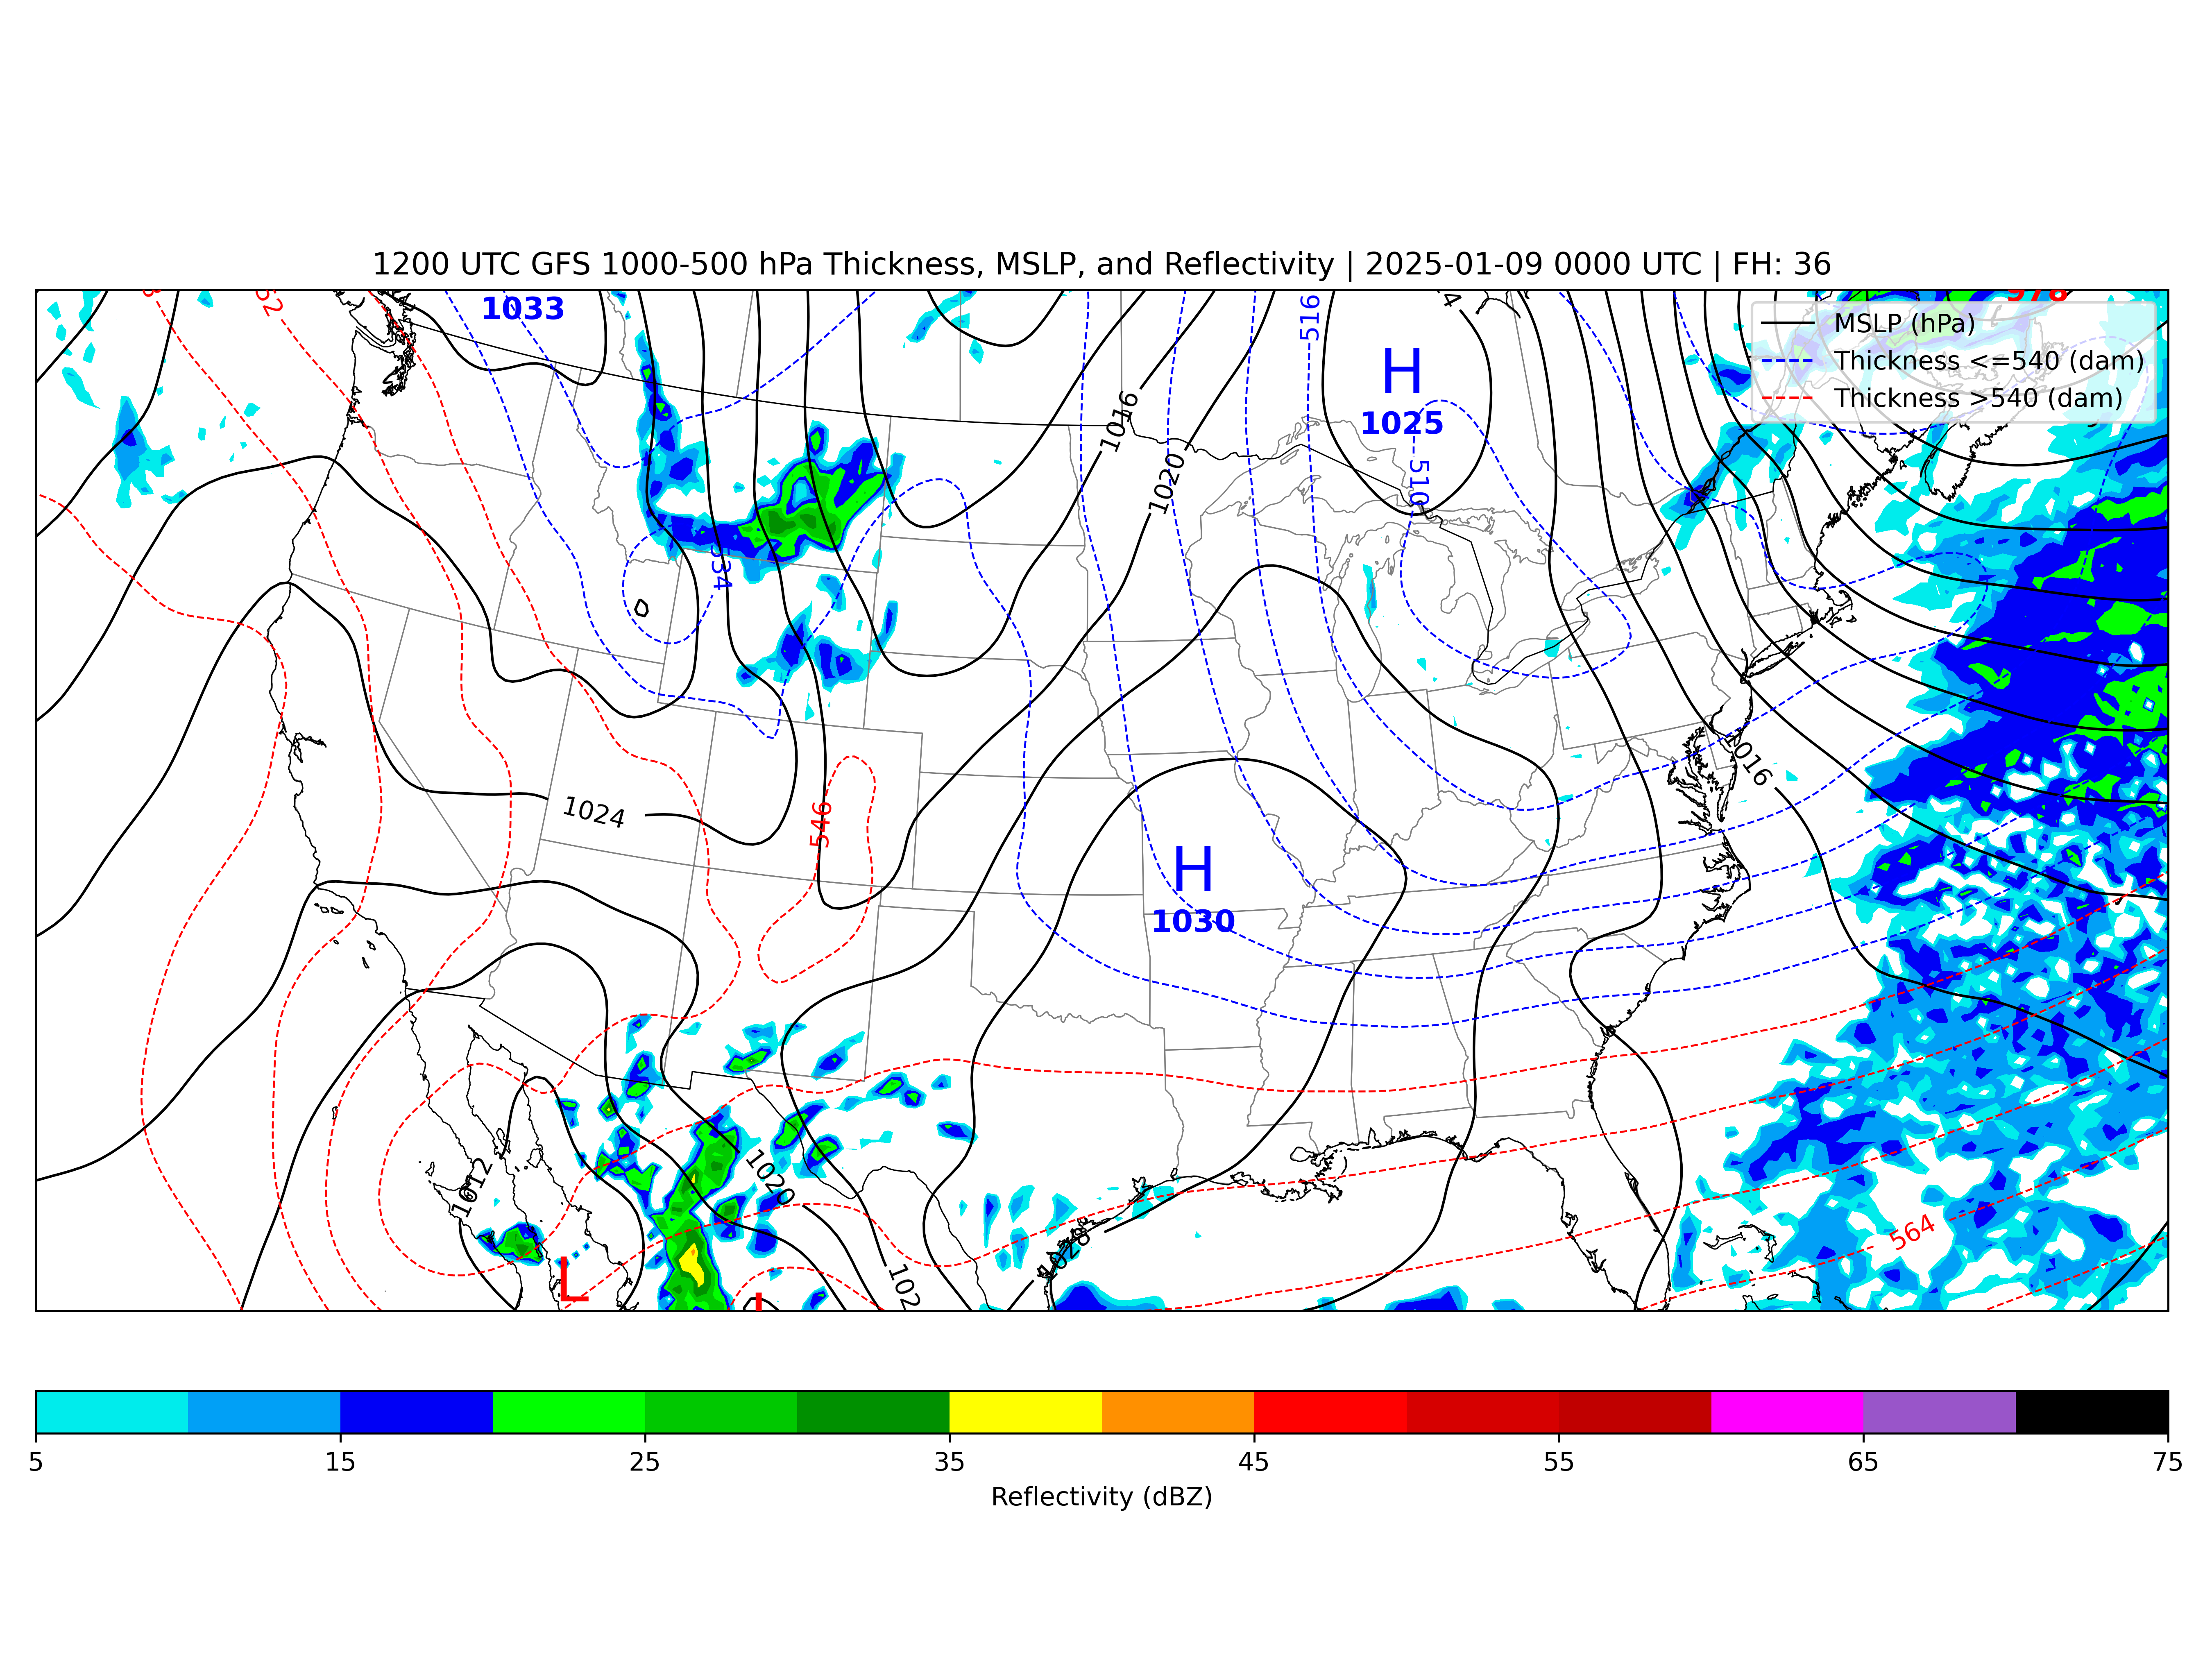 1200 UTC GFS 1000-500 hPa Thickness, MSLP, and Reflectivity | 2025-01-09 0000 UTC | FH: 36
1033
978
MSLP (hPa)
Thickness <=540 (dam)
Thickness >540 (dam)
516
H
1025
1016
1020
510
534
1016
1024
546
H
1030
1012
1020
564
1028
L
102
5 15 25 35 45 55 65 75
Reflectivity (dBZ)